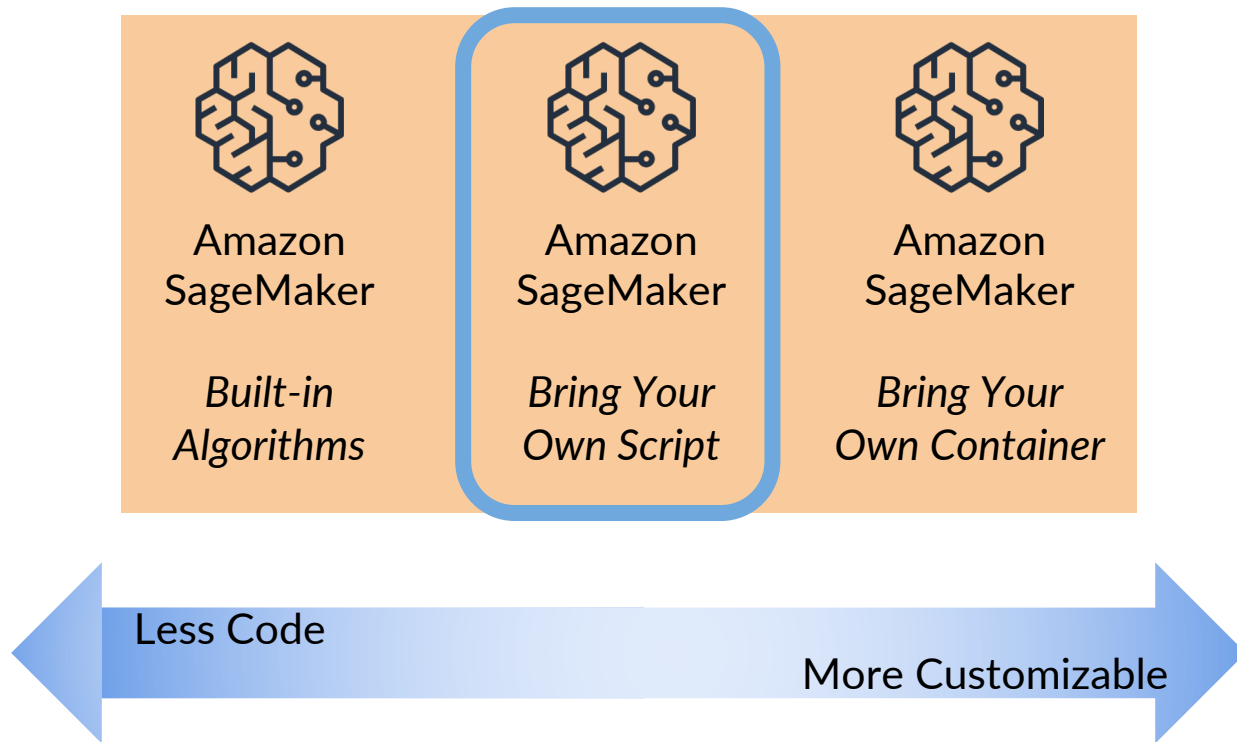 Amazon
SageMaker
Built-in
Algorithms
Amazon
SageMaker
Bring Your
Own Script
Amazon
SageMaker
Bring Your
Own Container
Less Code
More Customizable